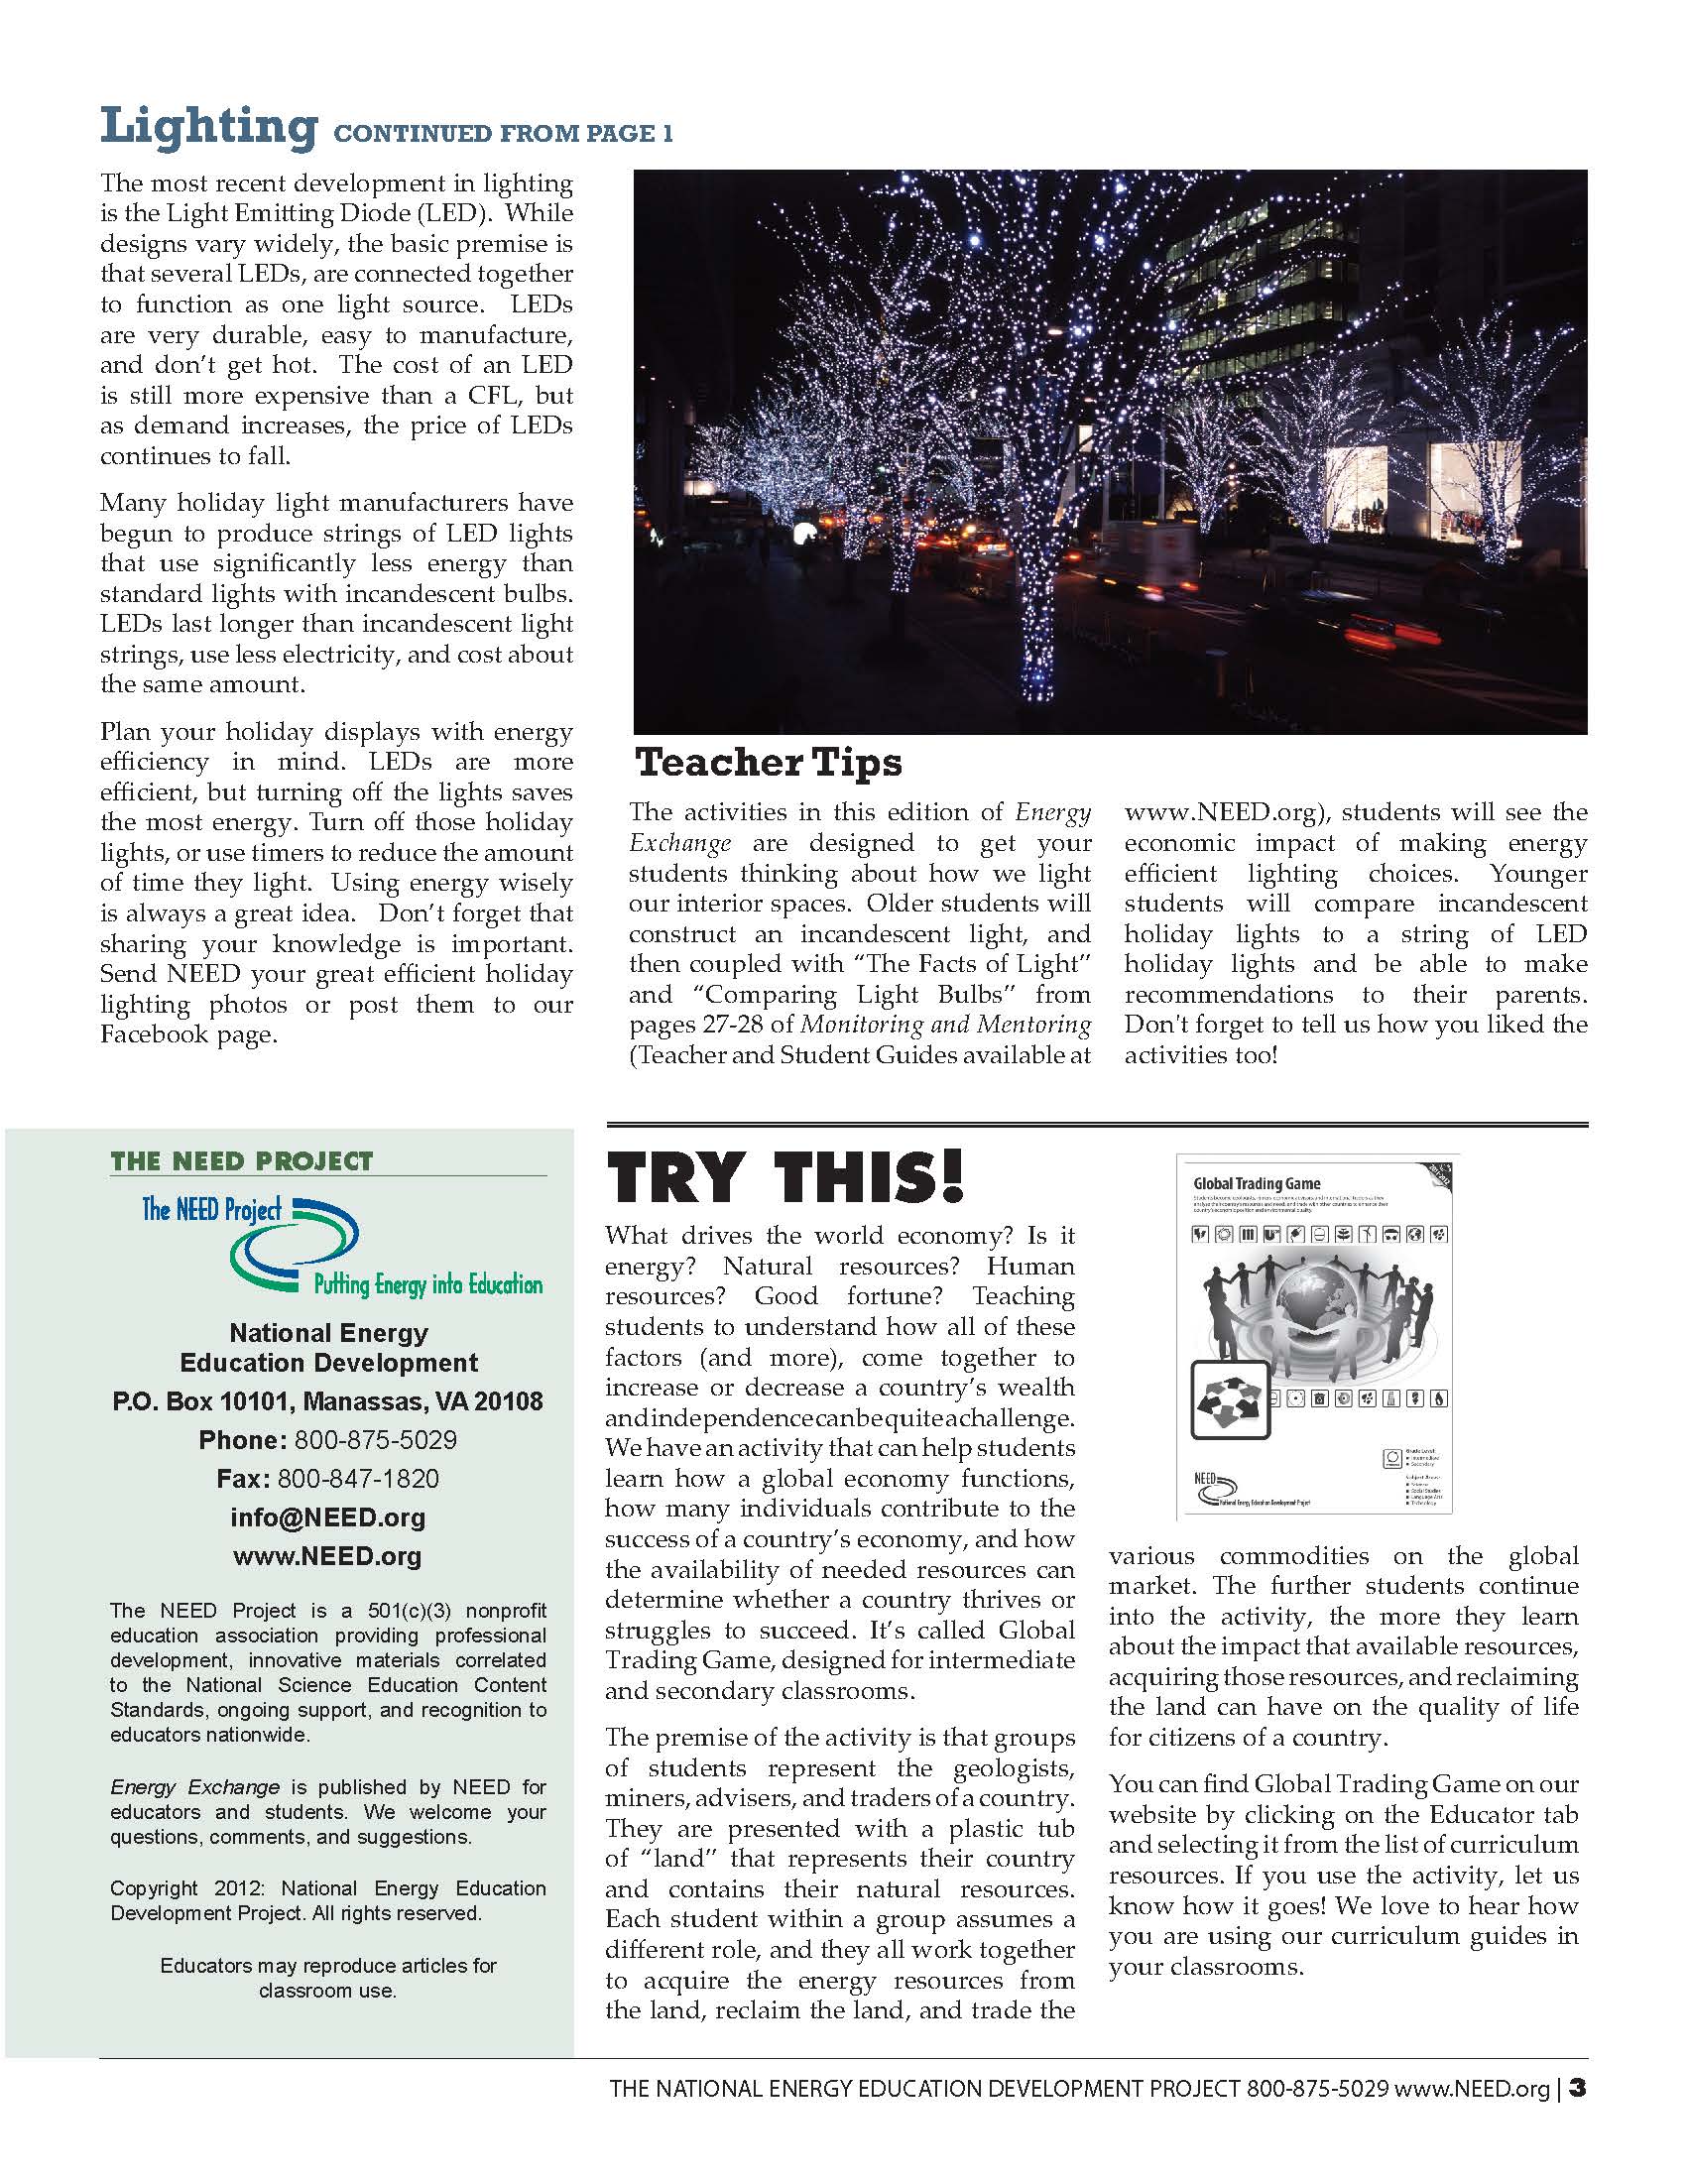 Lighting CONTINUED FROM PAGE 1
The most recent development in lighting
is the Light Emitting Diode (LED).  While
designs vary widely, the basic premise is
that several LEDs, are connected together
to function as one light source.  LEDs
are very durable, easy to manufacture,
and don't get hot.  The cost of an LED
is still more expensive than a CFL, but
as demand increases, the price of LEDs
continues to fall.
Many holiday light manufacturers have
begun to produce strings of LED lights
that use significantly less energy than
standard lights with incandescent bulbs.
LEDs last longer than incandescent light
strings, use less electricity, and cost about
the same amount.
Plan your holiday displays with energy
efficiency in mind. LEDs are more
efficient, but turning off the lights saves
the most energy. Turn off those holiday
lights, or use timers to reduce the amount
of time they light.  Using energy wisely
is always a great idea.  Don't forget that
sharing your knowledge is important.
Send NEED your great efficient holiday
lighting photos or post them to our
Facebook page.
Teacher Tips
The activities in this edition of Energy
Exchange are designed to get your
students thinking about how we light
our interior spaces.  Older students will
construct an incandescent light, and
then coupled with “The Facts of Light”
and “Comparing Light Bulbs” from
pages 27-28 of Monitoring and Mentoring
(Teacher and Student Guides available at
www.NEED.org), students will see the
economic impact of making energy
efficient lighting choices.  Younger
students will compare incandescent
holiday lights to a string of LED
holiday lights and be able to make
recommendations to their parents.
Don't forget to tell us how you liked the
activities too!
THE NEED PROJECT
The NEED Project
Putting Energy into Education
National Energy
Education Development
P.O. Box 10101, Manassas, VA 20108
Phone: 800-875-5029
Fax: 800-847-1820
info@NEED.org
www.NEED.org
The NEED Project is a 501(c)(3) nonprofit
education association providing professional
development, innovative materials correlated
to the National Science Education Content
Standards, ongoing support, and recognition to
educators nationwide.
Energy Exchange is published by NEED for
educators and students. We welcome your
questions, comments, and suggestions.
Copyright 2012: National Energy Education
Development Project. All rights reserved.
Educators may reproduce articles for
classroom use.
TRY THIS!
What drives the world economy? Is it
energy? Natural resources? Human
resources? Good fortune? Teaching
students to understand how all of these
factors (and more), come together to
increase or decrease a country's wealth
and independence can be quite a challenge.
We have an activity that can help students
learn how a global economy functions,
how many individuals contribute to the
success of a country's economy, and how
the availability of needed resources can
determine whether a country thrives or
struggles to succeed. It's called Global
Trading Game, designed for intermediate
and secondary classrooms.
The premise of the activity is that groups
of students represent the geologists,
miners, advisers, and traders of a country.
They are presented with a plastic tub
of “land” that represents their country
and contains their natural resources.
Each student within a group assumes a
different role, and they all work together
to acquire the energy resources from
the land, reclaim the land, and trade the
Global Trading Game
NEED
National Energy Education Development Project
Grade Level:
Intermediate
Secondary
Subject Areas:
Science
Social Studies
Language Arts
Technology
various commodities on the global
market. The further students continue
into the activity, the more they learn
about the impact that available resources,
acquiring those resources, and reclaiming
the land can have on the quality of life
for citizens of a country.
You can find Global Trading Game on our
website by clicking on the Educator tab
and selecting it from the list of curriculum
resources. If you use the activity, let us
know how it goes! We love to hear how
you are using our curriculum guides in
your classrooms.
THE NATIONAL ENERGY EDUCATION DEVELOPMENT PROJECT 800-875-5029 www.NEED.org | 3